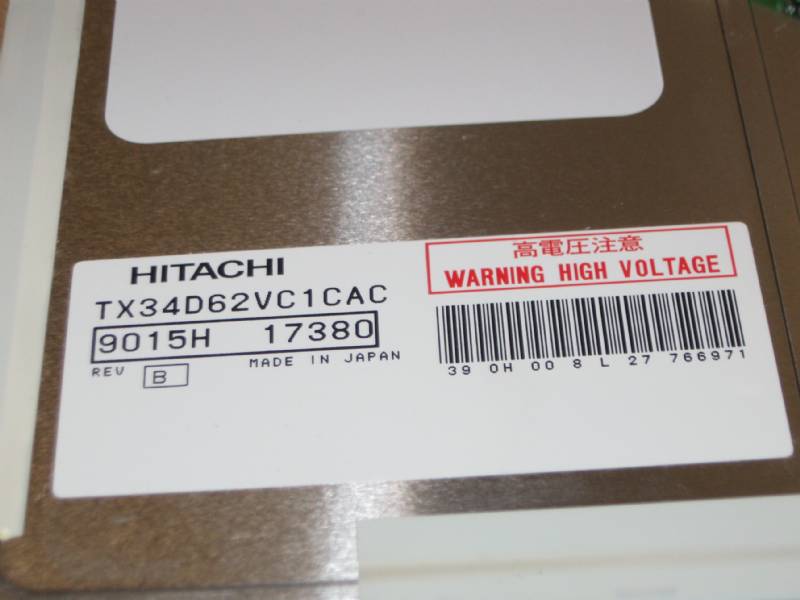 HITACHI
TX34D62VC1CAC
9015H 17380
REV B
MADE IN JAPAN
高電圧注意
WARNING HIGH VOLTAGE
39 0H 00 8 L 27 766971